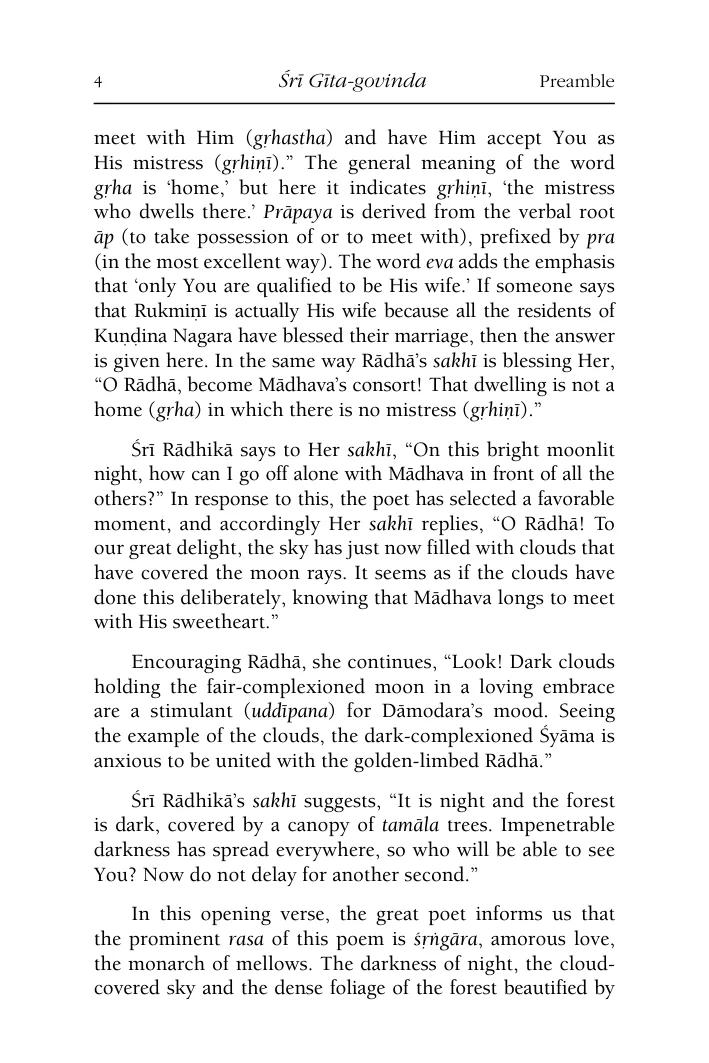 4 Śrī Gīta-govinda Preamble
meet with Him (gṛhastha) and have Him accept You as
His mistress (gṛhiṇī).” The general meaning of the word
gṛha is ‘home,’ but here it indicates gṛhiṇī, ‘the mistress
who dwells there.’ Prāpaya is derived from the verbal root
āp (to take possession of or to meet with), prefixed by pra
(in the most excellent way). The word eva adds the emphasis
that ‘only You are qualified to be His wife.’ If someone says
that Rukmiṇī is actually His wife because all the residents of
Kuṇḍina Nagara have blessed their marriage, then the answer
is given here. In the same way Rādhā’s sakhī is blessing Her,
“O Rādhā, become Mādhava’s consort! That dwelling is not a
home (gṛha) in which there is no mistress (gṛhiṇī).”
Śrī Rādhikā says to Her sakhī, “On this bright moonlit
night, how can I go off alone with Mādhava in front of all the
others?” In response to this, the poet has selected a favorable
moment, and accordingly Her sakhī replies, “O Rādhā! To
our great delight, the sky has just now filled with clouds that
have covered the moon rays. It seems as if the clouds have
done this deliberately, knowing that Mādhava longs to meet
with His sweetheart.”
Encouraging Rādhā, she continues, “Look! Dark clouds
holding the fair-complexioned moon in a loving embrace
are a stimulant (uddīpana) for Dāmodara’s mood. Seeing
the example of the clouds, the dark-complexioned Śyāma is
anxious to be united with the golden-limbed Rādhā.”
Śrī Rādhikā’s sakhī suggests, “It is night and the forest
is dark, covered by a canopy of tamāla trees. Impenetrable
darkness has spread everywhere, so who will be able to see
You? Now do not delay for another second.”
In this opening verse, the great poet informs us that
the prominent rasa of this poem is śṛṅgāra, amorous love,
the monarch of mellows. The darkness of night, the cloud-
covered sky and the dense foliage of the forest beautified by